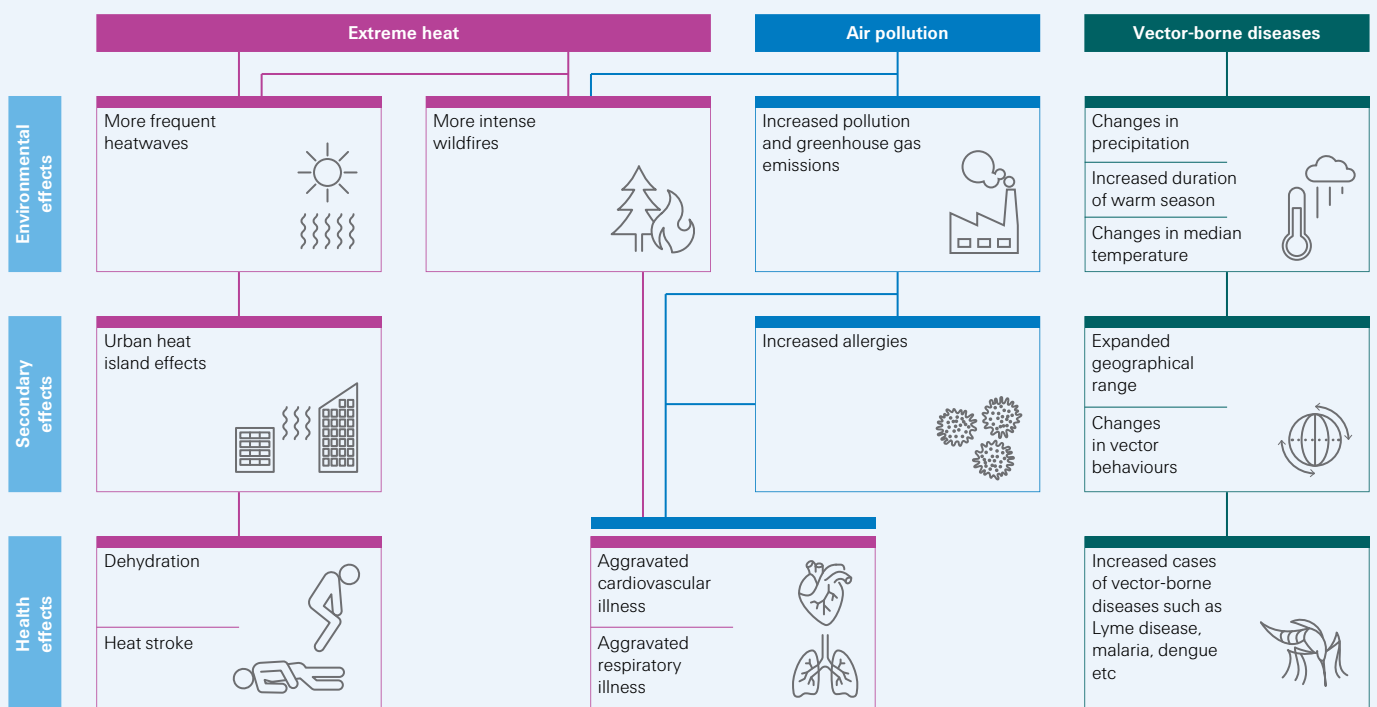 Extreme heat
Air pollution
Vector-borne diseases
Environmental
effects
More frequent
heatwaves
More intense
wildfires
Increased pollution
and greenhouse gas
emissions
Changes in
precipitation
Increased duration
of warm season
Changes in median
temperature
Secondary
effects
Urban heat
island effects
Increased allergies
Expanded
geographical
range
Changes
in vector
behaviours
Health
effects
Dehydration
Heat stroke
Aggravated
cardiovascular
illness
Aggravated
respiratory
illness
Increased cases
of vector-borne
diseases such as
Lyme disease,
malaria, dengue
etc